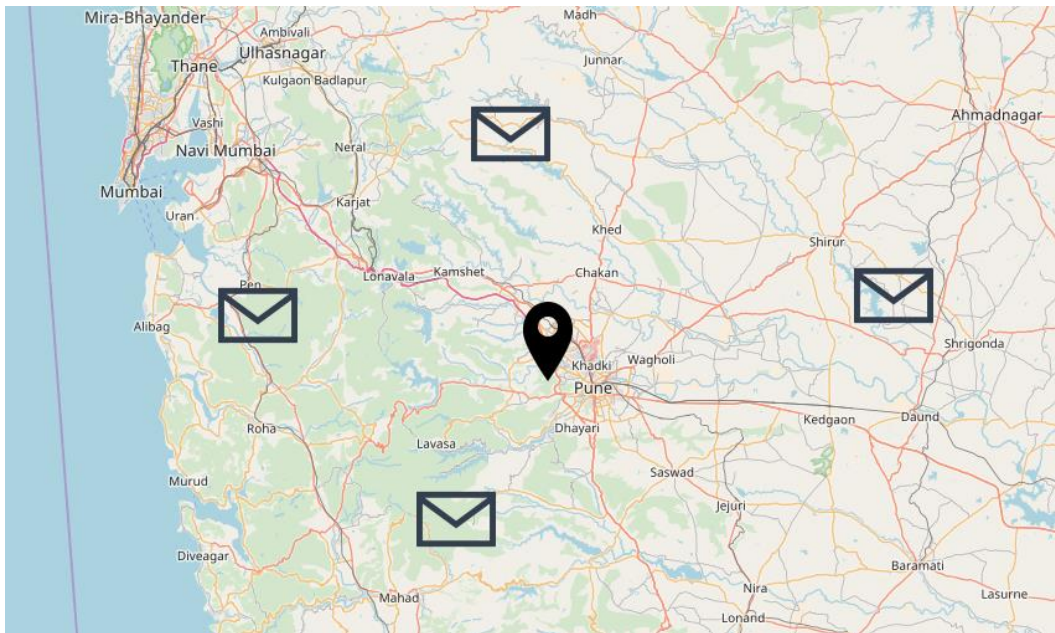 Mira-Bhayander
Madh
Ambivali
Ulhasnagar
Junnar
Thane
Kulgaon Badlapur
Ahmadnagar
Vashi
Neral
Navi Mumbai
Mumbai
Karjat
Uran
Khed
Shirur
Lonavala
Kamshet
Chakan
Pen
Alibag
Shrigonda
Wagholi
Khadki
Pune
Kedgaon
Daund
Roha
Dhayari
Lavasa
Saswad
Murud
Jejuri
Diveagar
Baramati
Nira
Lasurne
Mahad
Lonand